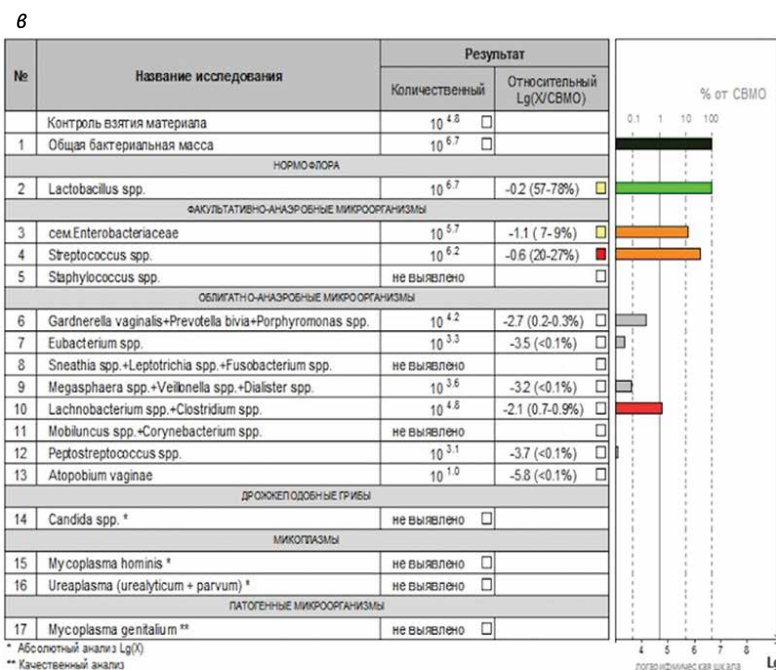 в
№ Название исследования Результат
Количественный Относительный Lg(X/СВМО)
% от СВМО
0.1 1 10 100
Контроль взятия материала 10 4.8
1 Общая бактериальная масса 10 6.7
НОРМОФЛОРА
2 Lactobacillus spp. 10 6.7 -0.2 (57-78%)
ФАКУЛЬТАТИВНО-АНАЭРОБНЫЕ МИКРООРГАНИЗМЫ
3 сем.Enterobacteriaceae 10 5.7 -1.1 ( 7- 9%)
4 Streptococcus spp. 10 6.2 -0.6 (20-27%)
5 Staphylococcus spp. не выявлено
ОБЛИГАТНО-АНАЭРОБНЫЕ МИКРООРГАНИЗМЫ
6 Gardnerella vaginalis+Prevotella bivia+Porphyromonas spp. 10 4.2 -2.7 (0.2-0.3%)
7 Eubacterium spp. 10 3.3 -3.5 (<0.1%)
8 Sneathia spp.+Leptotrichia spp.+Fusobacterium spp. не выявлено
9 Megasphaera spp.+Veillonella spp.+Dialister spp. 10 3.6 -3.2 (<0.1%)
10 Lachnobacterium spp.+Clostridium spp. 10 4.8 -2.1 (0.7-0.9%)
11 Mobiluncus spp.+Corynebacterium spp. не выявлено
12 Peptostreptococcus spp. 10 3.1 -3.7 (<0.1%)
13 Atopobium vaginae 10 1.0 -5.8 (<0.1%)
ДРОЖЖЕПОДОБНЫЕ ГРИБЫ
14 Candida spp. * не выявлено
МИКОПЛАЗМЫ
15 Mycoplasma hominis * не выявлено
16 Ureaplasma (urealyticum + parvum) * не выявлено
ПАТОГЕННЫЕ МИКРООРГАНИЗМЫ
17 Mycoplasma genitalium ** не выявлено
* Абсолютный анализ Lg(X)
** Качественный анализ
4 5 6 7 8
логарифмическая шкала